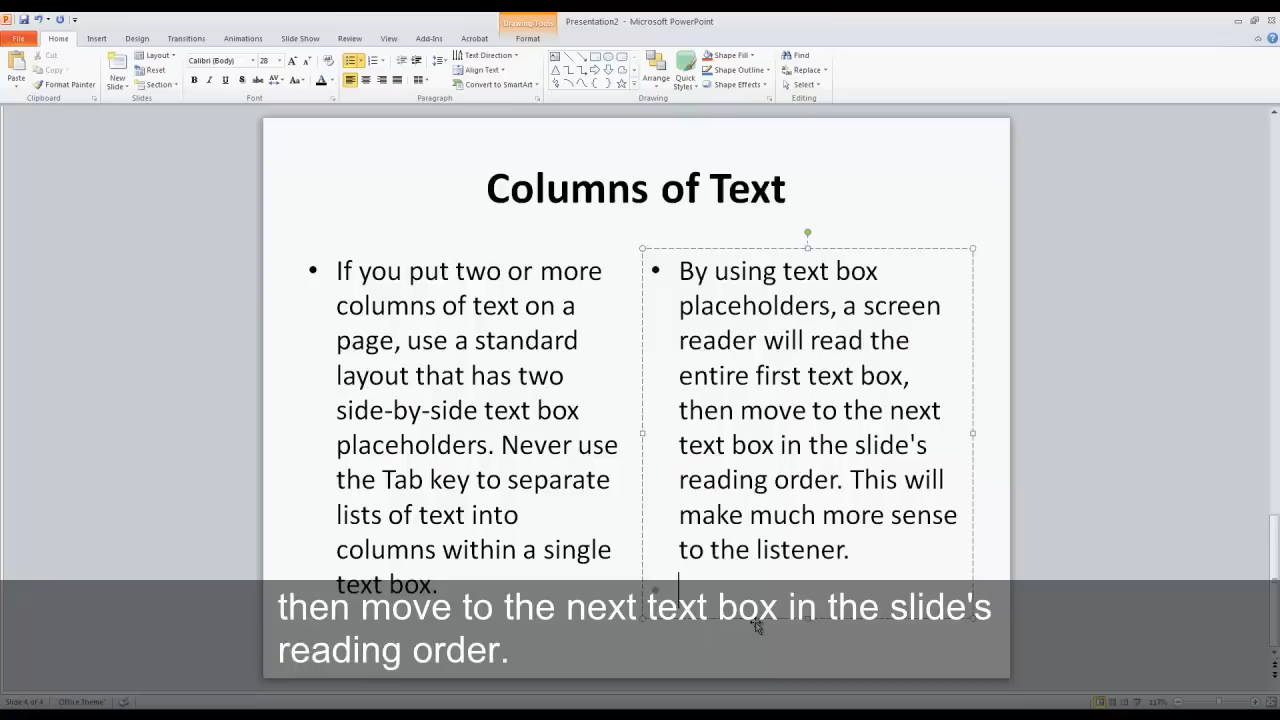 Drawing Tools
Presentation2 - Microsoft PowerPoint
File Home Insert Design Transitions Animations Slide Show Review View Add-Ins Acrobat Format
Paste
Cut
Copy
Format Painter
Clipboard
New Slide
Layout
Reset
Section
Slides
Calibri (Body) 28
Font
Paragraph
Text Direction
Align Text
Convert to SmartArt
Arrange
Quick Styles
Shape Fill
Shape Outline
Shape Effects
Drawing
Find
Replace
Select
Editing
Columns of Text
• If you put two or more
columns of text on a
page, use a standard
layout that has two
side-by-side text box
placeholders. Never use
the Tab key to separate
lists of text into
columns within a single
text box.
• By using text box
placeholders, a screen
reader will read the
entire first text box,
then move to the next
text box in the slide's
reading order. This will
make much more sense
to the listener.
then move to the next text box in the slide's
reading order.
Slide 4 of 4 "Office Theme" 117%